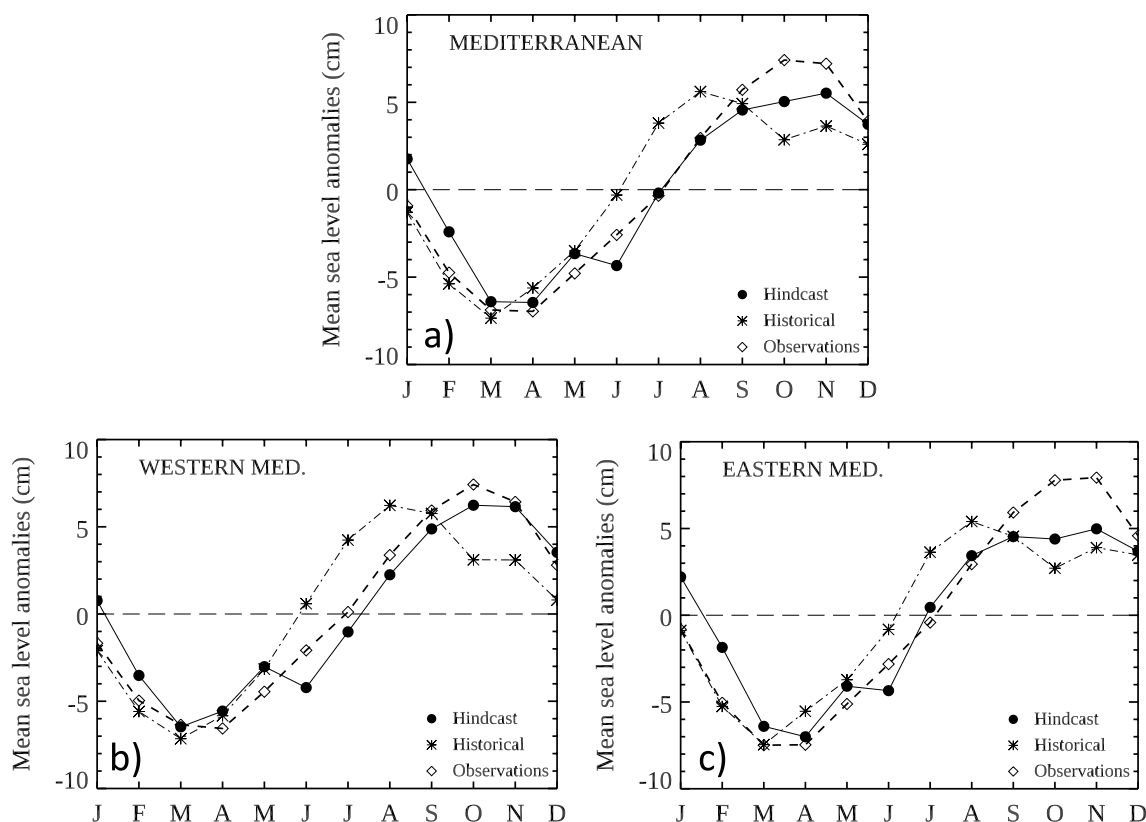 10
5
0
-5
-10
Mean sea level anomalies (cm)
MEDITERRANEAN
a)
Hindcast
Historical
Observations
J F M A M J J A S O N D
10
5
0
-5
-10
Mean sea level anomalies (cm)
WESTERN MED.
b)
Hindcast
Historical
Observations
J F M A M J J A S O N D
10
5
0
-5
-10
Mean sea level anomalies (cm)
EASTERN MED.
c)
Hindcast
Historical
Observations
J F M A M J J A S O N D